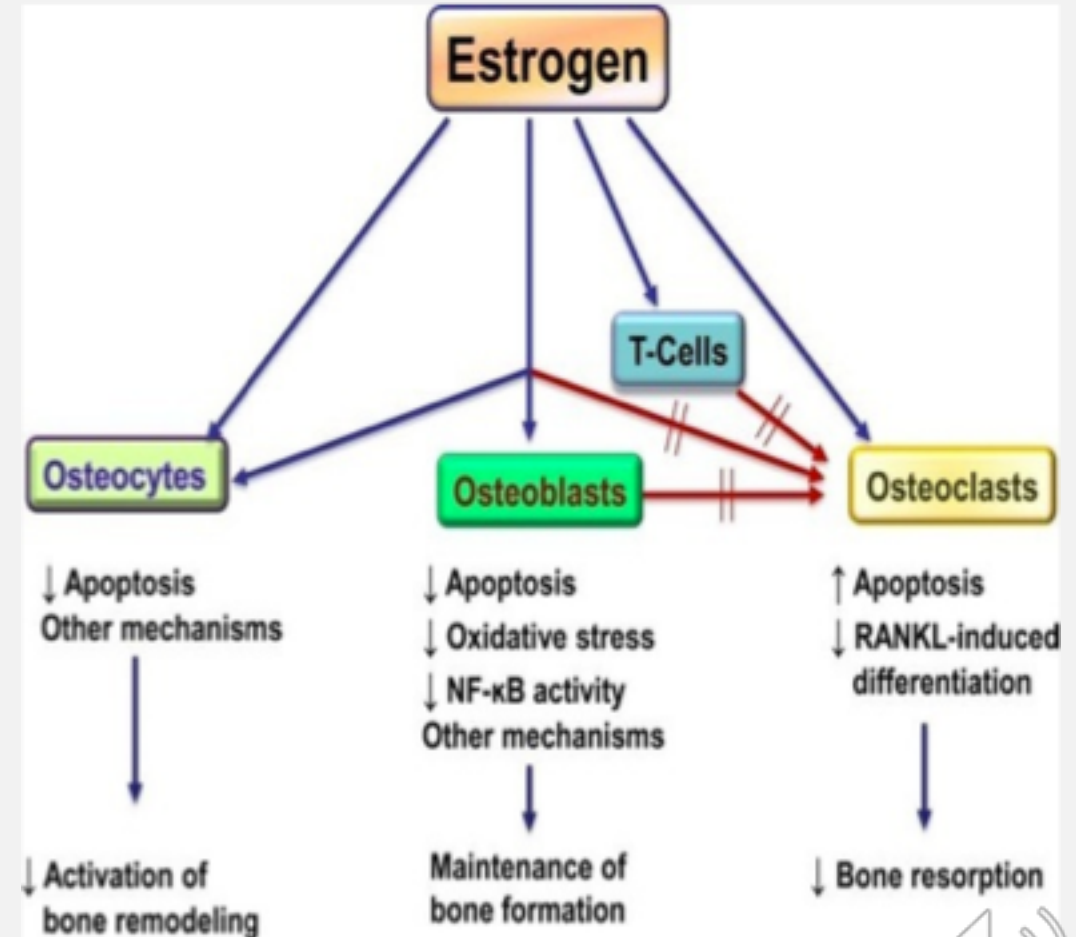 Estrogen
T-Cells
Osteocytes
Osteoblasts
Osteoclasts
↓ Apoptosis
Other mechanisms
↓ Activation of
bone remodeling
↓ Apoptosis
↓ Oxidative stress
↓ NF-κB activity
Other mechanisms
Maintenance of
bone formation
↑ Apoptosis
↓ RANKL-induced
differentiation
↓ Bone resorption